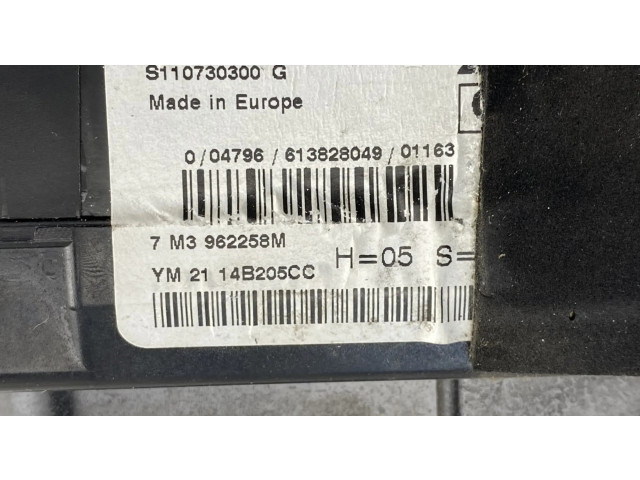 S110730300 G
Made in Europe
0/04796/613828049/01163
7 M3 962258M
YM 21 14B205CC
H=05 S=